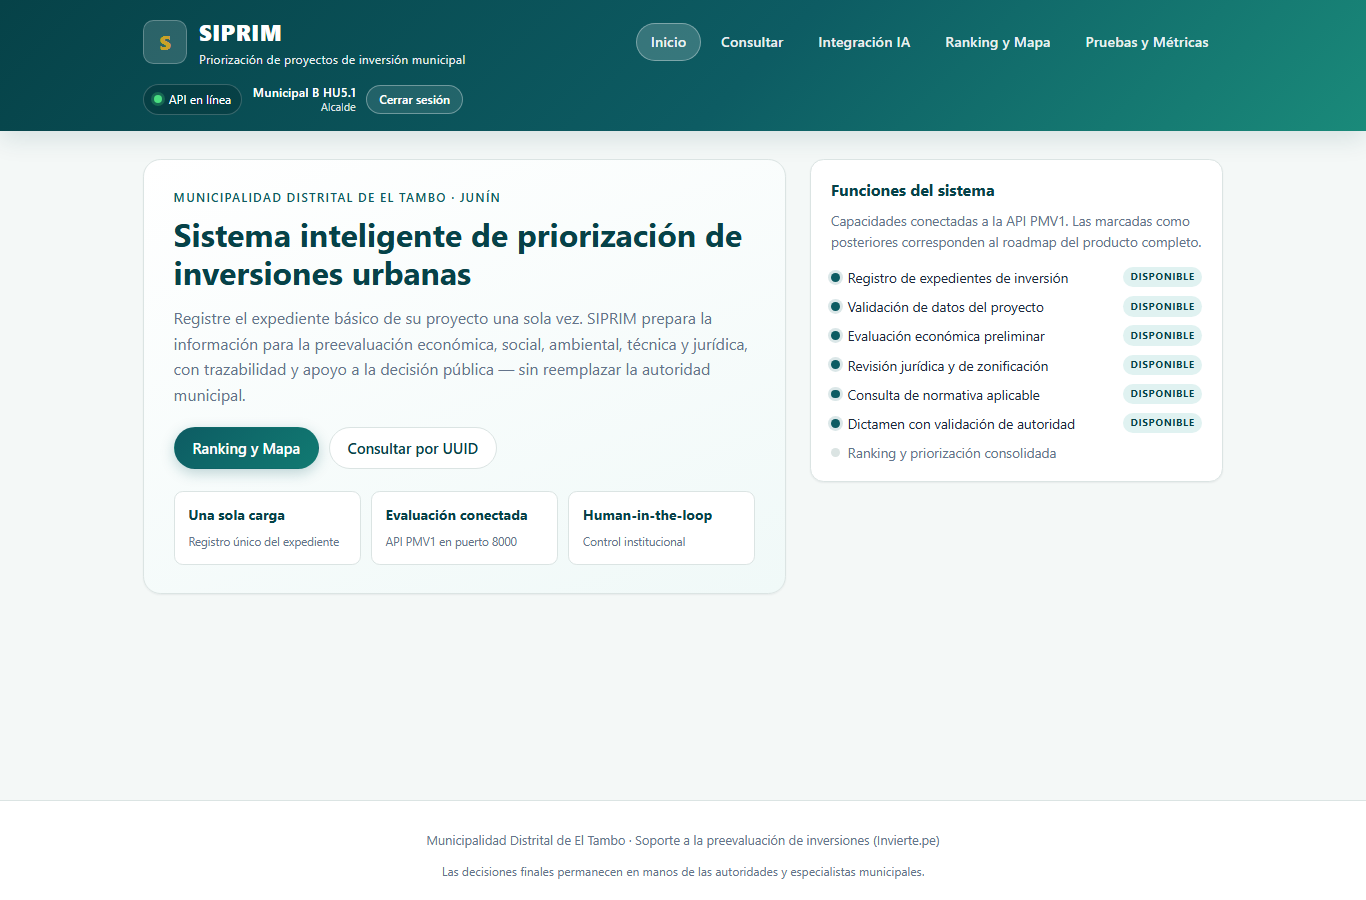 S
SIPRIM
Priorización de proyectos de inversión municipal
Inicio
Consultar
Integración IA
Ranking y Mapa
Pruebas y Métricas
API en línea
Municipal B HU5.1
Alcalde
Cerrar sesión
MUNICIPALIDAD DISTRITAL DE EL TAMBO · JUNÍN
Sistema inteligente de priorización de
inversiones urbanas
Registre el expediente básico de su proyecto una sola vez. SIPRIM prepara la
información para la preevaluación económica, social, ambiental, técnica y jurídica,
con trazabilidad y apoyo a la decisión pública — sin reemplazar la autoridad
municipal.
Ranking y Mapa
Consultar por UUID
Una sola carga
Registro único del expediente
Evaluación conectada
API PMV1 en puerto 8000
Human-in-the-loop
Control institucional
Funciones del sistema
Capacidades conectadas a la API PMV1. Las marcadas como
posteriores corresponden al roadmap del producto completo.
Registro de expedientes de inversión DISPONIBLE
Validación de datos del proyecto DISPONIBLE
Evaluación económica preliminar DISPONIBLE
Revisión jurídica y de zonificación DISPONIBLE
Consulta de normativa aplicable DISPONIBLE
Dictamen con validación de autoridad DISPONIBLE
Ranking y priorización consolidada
Municipalidad Distrital de El Tambo · Soporte a la preevaluación de inversiones (Invierte.pe)
Las decisiones finales permanecen en manos de las autoridades y especialistas municipales.